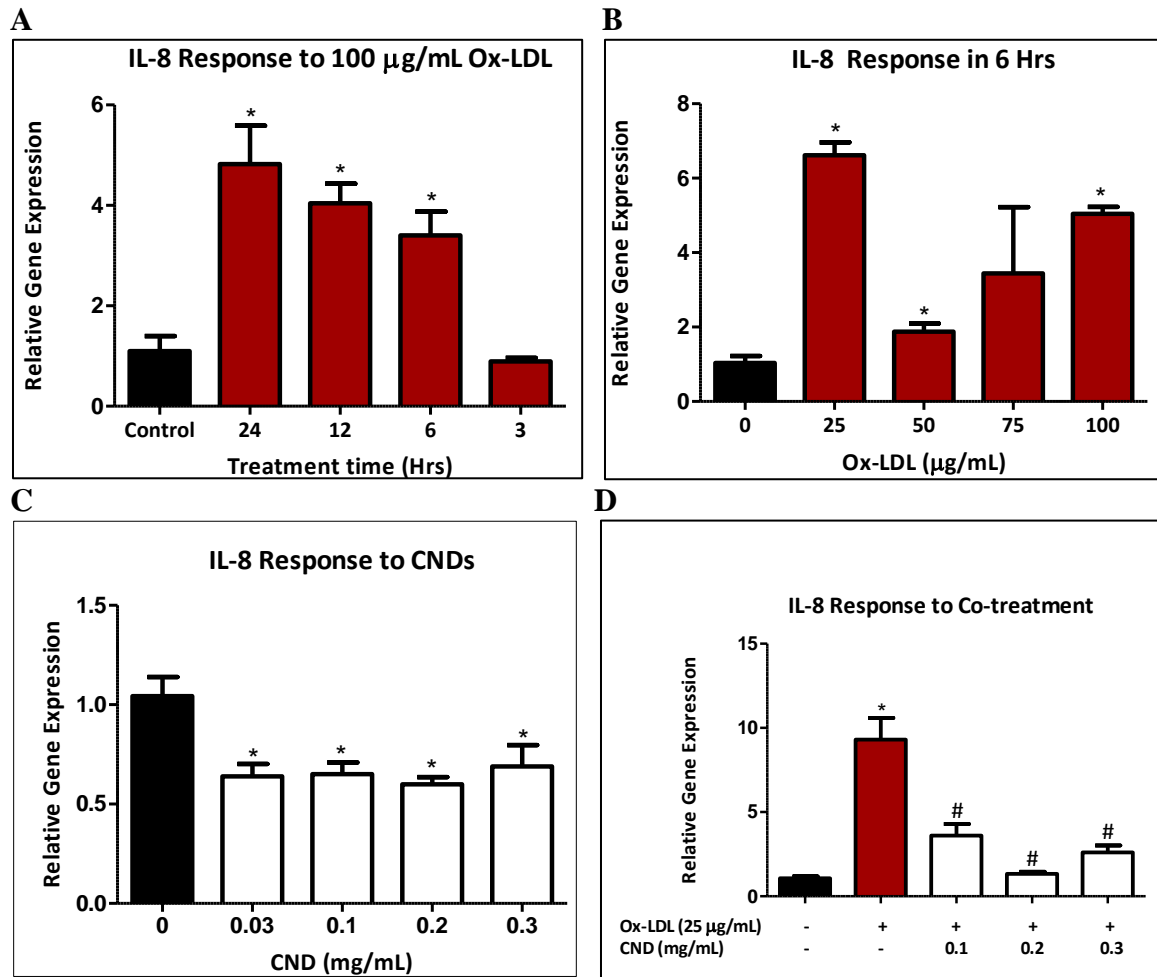 A
IL-8 Response to 100 μg/mL Ox-LDL
Relative Gene Expression
6
4
2
0
* * * *
Control 24 12 6 3
Treatment time (Hrs)
B
IL-8 Response in 6 Hrs
Relative Gene Expression
8
6
4
2
0
* * *
0 25 50 75 100
Ox-LDL (μg/mL)
C
IL-8 Response to CNDs
Relative Gene Expression
1.5
1.0
0.5
0.0
* * * *
0 0.03 0.1 0.2 0.3
CND (mg/mL)
D
IL-8 Response to Co-treatment
Relative Gene Expression
15
10
5
0
* # # #
Ox-LDL (25 μg/mL) - + + + +
CND (mg/mL) - - 0.1 0.2 0.3